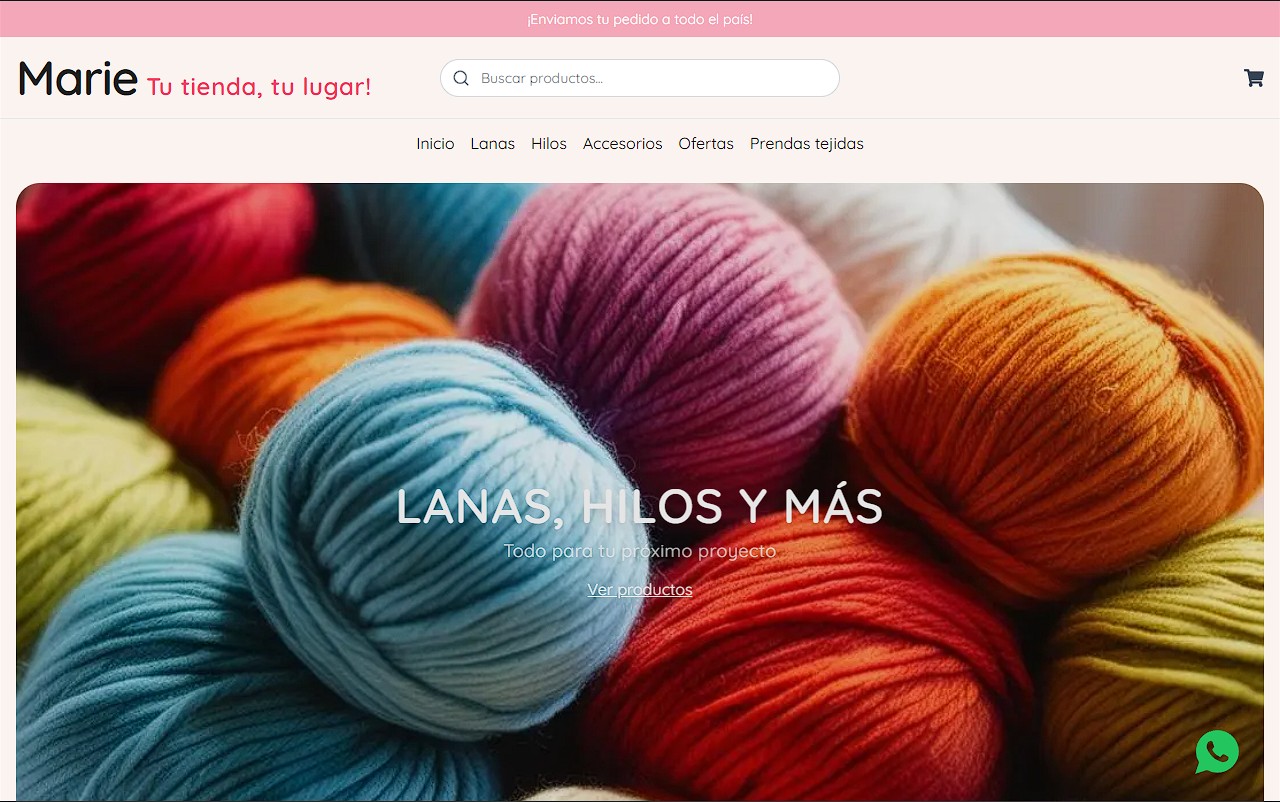 ¡Enviamos tu pedido a todo el país!
Marie Tu tienda, tu lugar!
Buscar productos...
Inicio Lanas Hilos Accesorios Ofertas Prendas tejidas
LANAS, HILOS Y MÁS
Todo para tu próximo proyecto
Ver productos